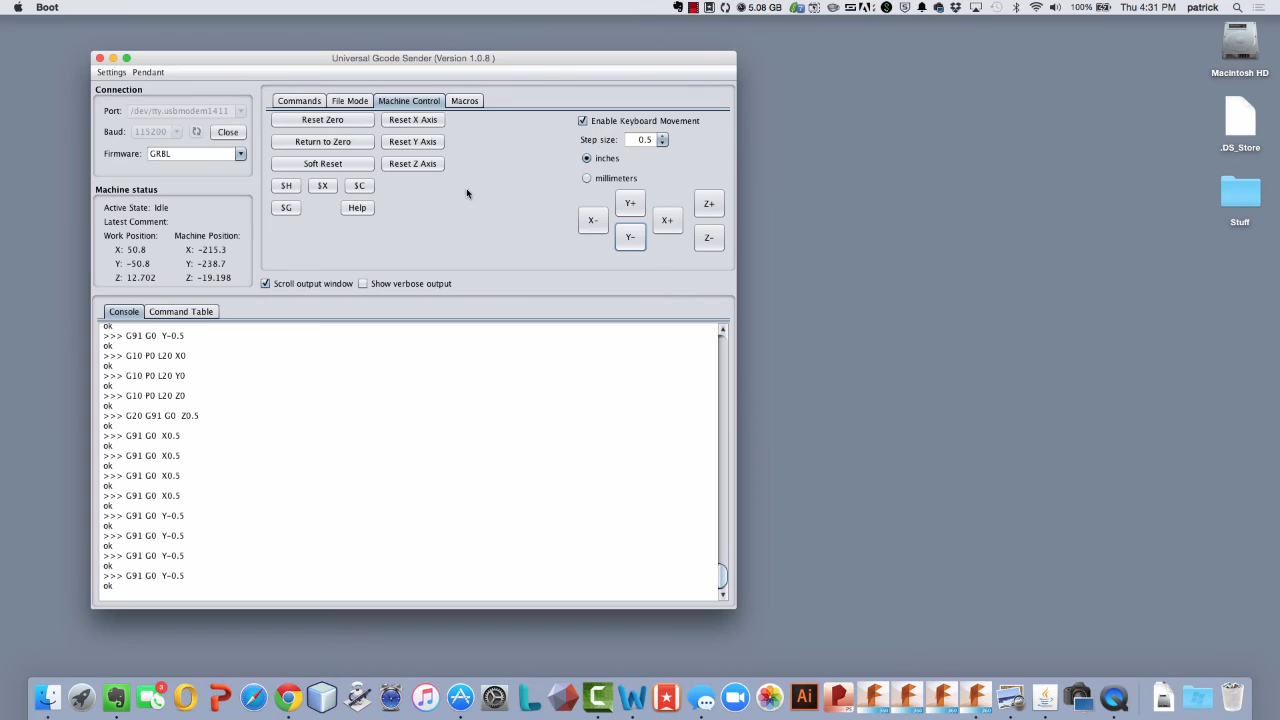 Boot
5.08 GB
100%
Thu 4:31 PM
patrick
Universal Gcode Sender (Version 1.0.8 )
Settings
Pendant
Connection
Port: /dev/tty.usbmodem1411
Baud: 115200
Close
Firmware: GRBL
Machine status
Active State: Idle
Latest Comment:
Work Position: Machine Position:
X: 50.8 X: -215.3
Y: -50.8 Y: -238.7
Z: 12.702 Z: -19.198
Commands File Mode Machine Control Macros
Reset Zero Reset X Axis
Return to Zero Reset Y Axis
Soft Reset Reset Z Axis
$H $X $C
$G Help
Enable Keyboard Movement
Step size: 0.5
inches
millimeters
Y+ Z+
X- X+
Y- Z-
Scroll output window Show verbose output
Console Command Table
ok
>>> G91 G0 Y-0.5
ok
>>> G10 P0 L20 X0
ok
>>> G10 P0 L20 Y0
ok
>>> G10 P0 L20 Z0
ok
>>> G20 G91 G0 Z0.5
ok
>>> G91 G0 X0.5
ok
>>> G91 G0 X0.5
ok
>>> G91 G0 X0.5
ok
>>> G91 G0 X0.5
ok
>>> G91 G0 Y-0.5
ok
>>> G91 G0 Y-0.5
ok
>>> G91 G0 Y-0.5
ok
>>> G91 G0 Y-0.5
ok
Macintosh HD
.DS_Store
Stuff
3
Ai